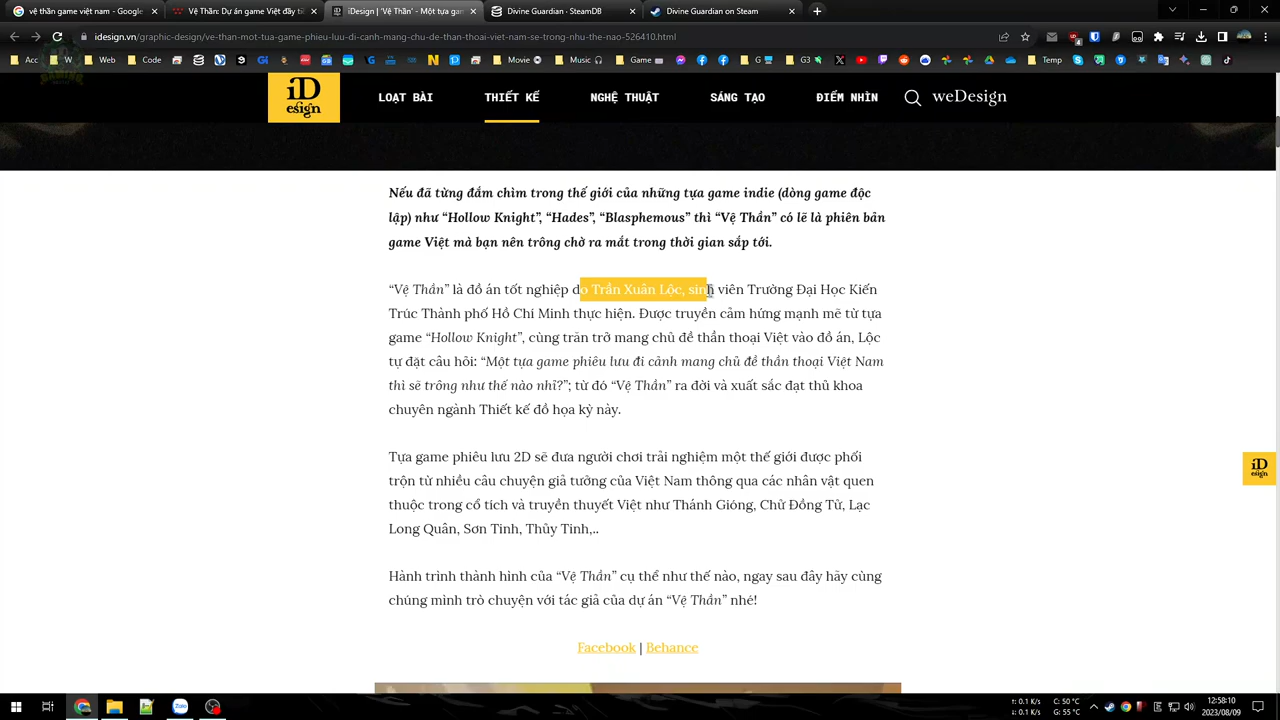 vệ thần game việt nam - Google
Vệ Thần: Dự án game Việt đầy ti
iDesign | 'Vệ Thần' - Một tựa gam
Divine Guardian · SteamDB
Divine Guardian on Steam
idesign.vn/graphic-design/ve-than-mot-tua-game-phieu-luu-di-canh-mang-chu-de-than-thoai-viet-nam-se-trong-nhu-the-nao-526410.html
Acc
Web
Movie
Music
Game
Temp
iD esign
LOẠT BÀI
THIẾT KẾ
NGHỆ THUẬT
SÁNG TẠO
ĐIỂM NHÌN
weDesign
Nếu đã từng đắm chìm trong thế giới của những tựa game indie (dòng game độc
lập) như “Hollow Knight”, “Hades”, “Blasphemous” thì “Vệ Thần” có lẽ là phiên bản
game Việt mà bạn nên trông chờ ra mắt trong thời gian sắp tới.
“Vệ Thần” là đồ án tốt nghiệp do Trần Xuân Lộc, sinh viên Trường Đại Học Kiến
Trúc Thành phố Hồ Chí Minh thực hiện. Được truyền cảm hứng mạnh mẽ từ tựa
game “Hollow Knight”, cùng trăn trở mang chủ đề thần thoại Việt vào đồ án, Lộc
tự đặt câu hỏi: “Một tựa game phiêu lưu đi cảnh mang chủ đề thần thoại Việt Nam
thì sẽ trông như thế nào nhỉ?”; từ đó “Vệ Thần” ra đời và xuất sắc đạt thủ khoa
chuyên ngành Thiết kế đồ họa kỳ này.
Tựa game phiêu lưu 2D sẽ đưa người chơi trải nghiệm một thế giới được phối
trộn từ nhiều câu chuyện giả tưởng của Việt Nam thông qua các nhân vật quen
thuộc trong cổ tích và truyền thuyết Việt như Thánh Gióng, Chử Đồng Tử, Lạc
Long Quân, Sơn Tinh, Thủy Tinh,..
Hành trình thành hình của “Vệ Thần” cụ thể như thế nào, ngay sau đây hãy cùng
chúng mình trò chuyện với tác giả của dự án “Vệ Thần” nhé!
Facebook | Behance
iD esign
Zalo
↑: 0.1 K/s
↓: 0.1 K/s
C: 50 °C
G: 55 °C
12:58:10
2023/08/09